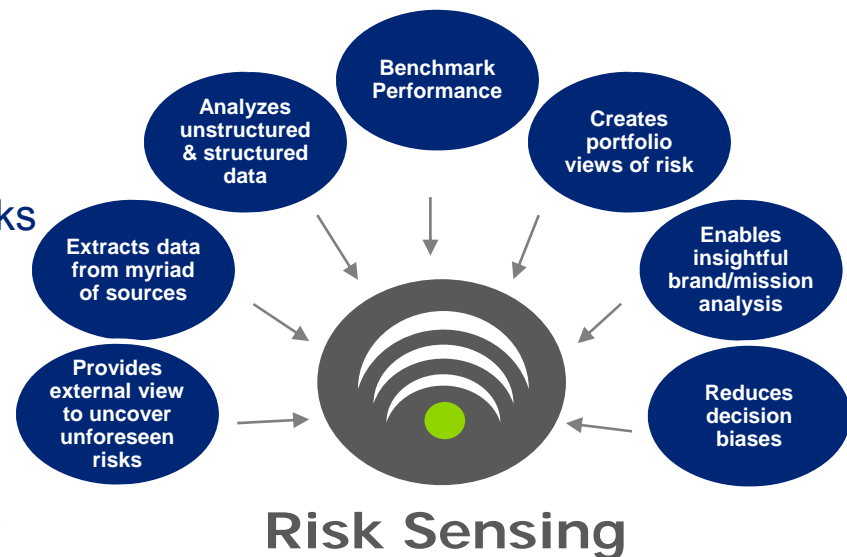 Benchmark
Performance
Analyzes
unstructured
& structured
data
Creates
portfolio
views of risk
ks
Extracts data
from myriad
of sources
Enables
insightful
brand/mission
analysis
Provides
external view
to uncover
unforeseen
risks
Reduces
decision
biases
Risk Sensing